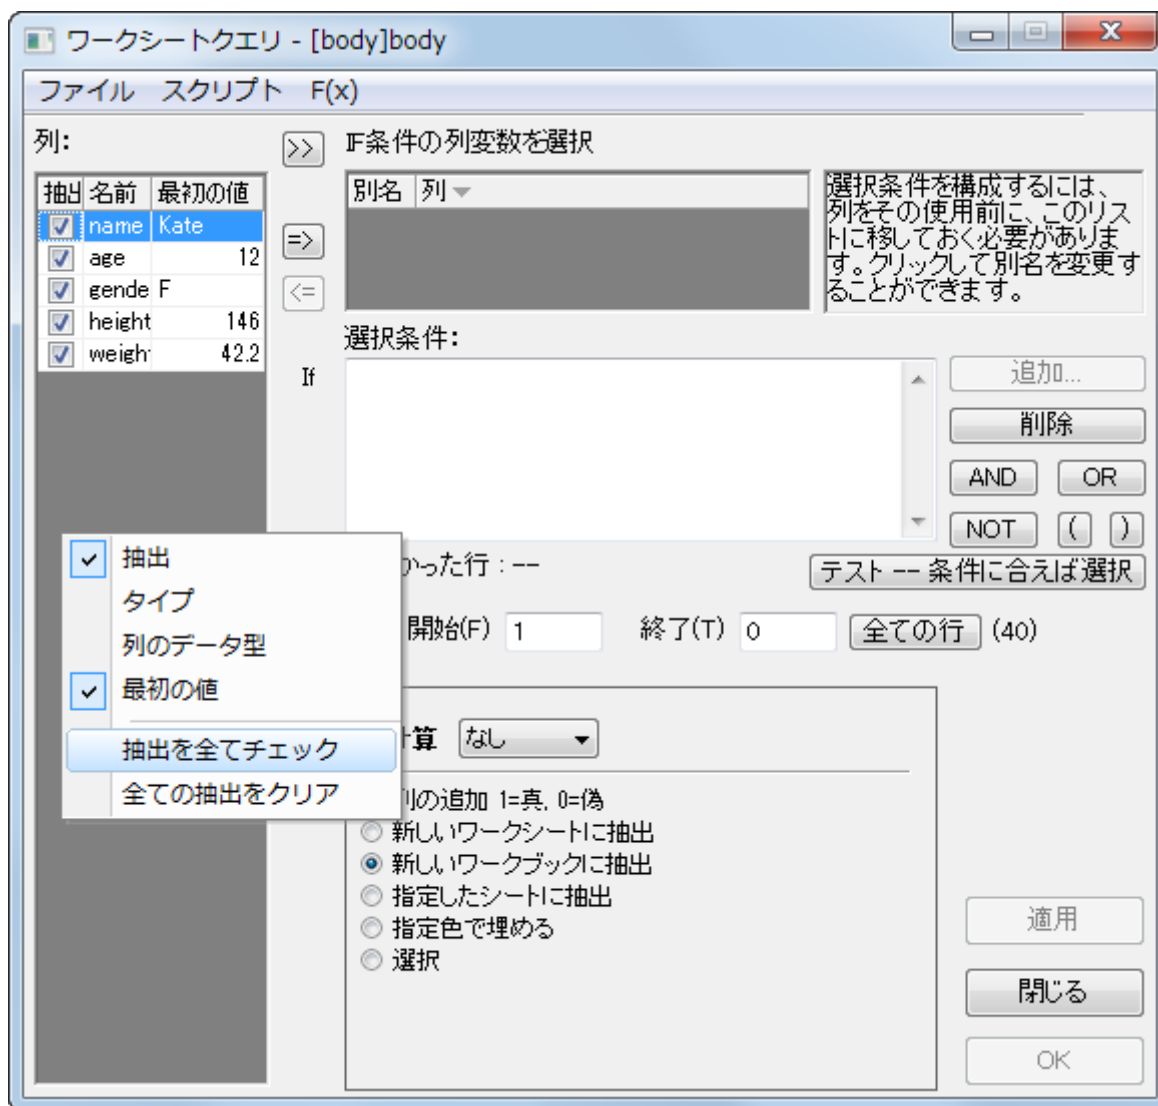 ワークシートクエリ - [body]body
ファイル スクリプト F(x)
列:
>>
IF条件の列変数を選択
抽出 名前 最初の値
name Kate
age 12
gende F
height 146
weigh 42.2
=>
<=
別名 列
選択条件を構成するには、
列をその使用前に、このリス
トに移しておく必要がありま
す。クリックして別名を変更す
ることができます。
選択条件:
If
追加...
削除
AND OR
NOT ( )
かった行 : --
テスト -- 条件に合えば選択
開始(F) 1 終了(T) 0 全ての行 (40)
抽出
タイプ
列のデータ型
最初の値
抽出を全てチェック
全ての抽出をクリア
算 なし
列の追加 1=真, 0=偽
新しいワークシートに抽出
新しいワークブックに抽出
指定したシートに抽出
指定色で埋める
選択
適用
閉じる
OK